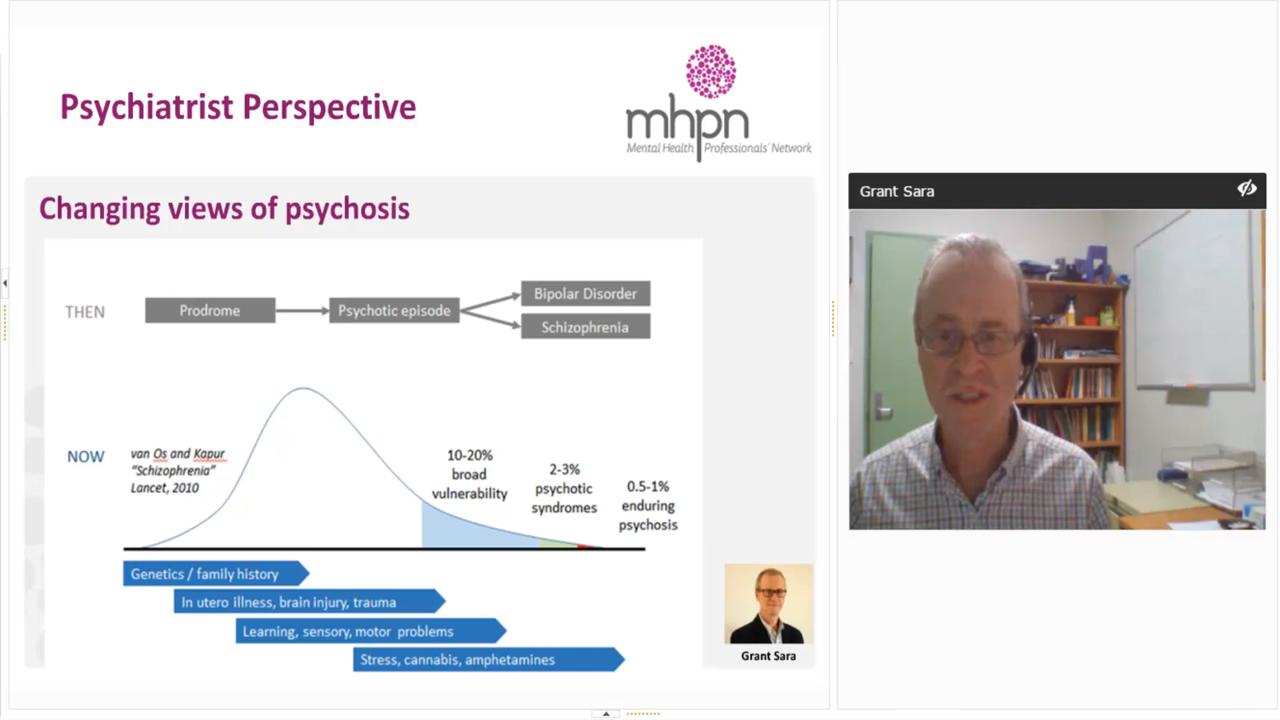 Psychiatrist Perspective
mhpn
Mental Health Professionals' Network
Changing views of psychosis
THEN
Prodrome
Psychotic episode
Bipolar Disorder
Schizophrenia
NOW
van Os and Kapur
"Schizophrenia"
Lancet, 2010
10-20%
broad
vulnerability
2-3%
psychotic
syndromes
0.5-1%
enduring
psychosis
Genetics / family history
In utero illness, brain injury, trauma
Learning, sensory, motor problems
Stress, cannabis, amphetamines
Grant Sara
Grant Sara